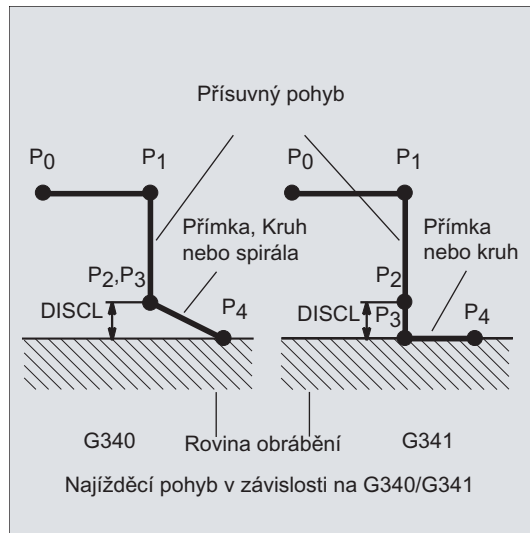 Přísuvný pohyb
P0 P1 P0 P1
Přímka, Kruh
nebo spirála
Přímka
nebo kruh
P2,P3 P2
DISCL P4 DISCL P3 P4
G340 Rovina obrábění G341
Najížděcí pohyb v závislosti na G340/G341